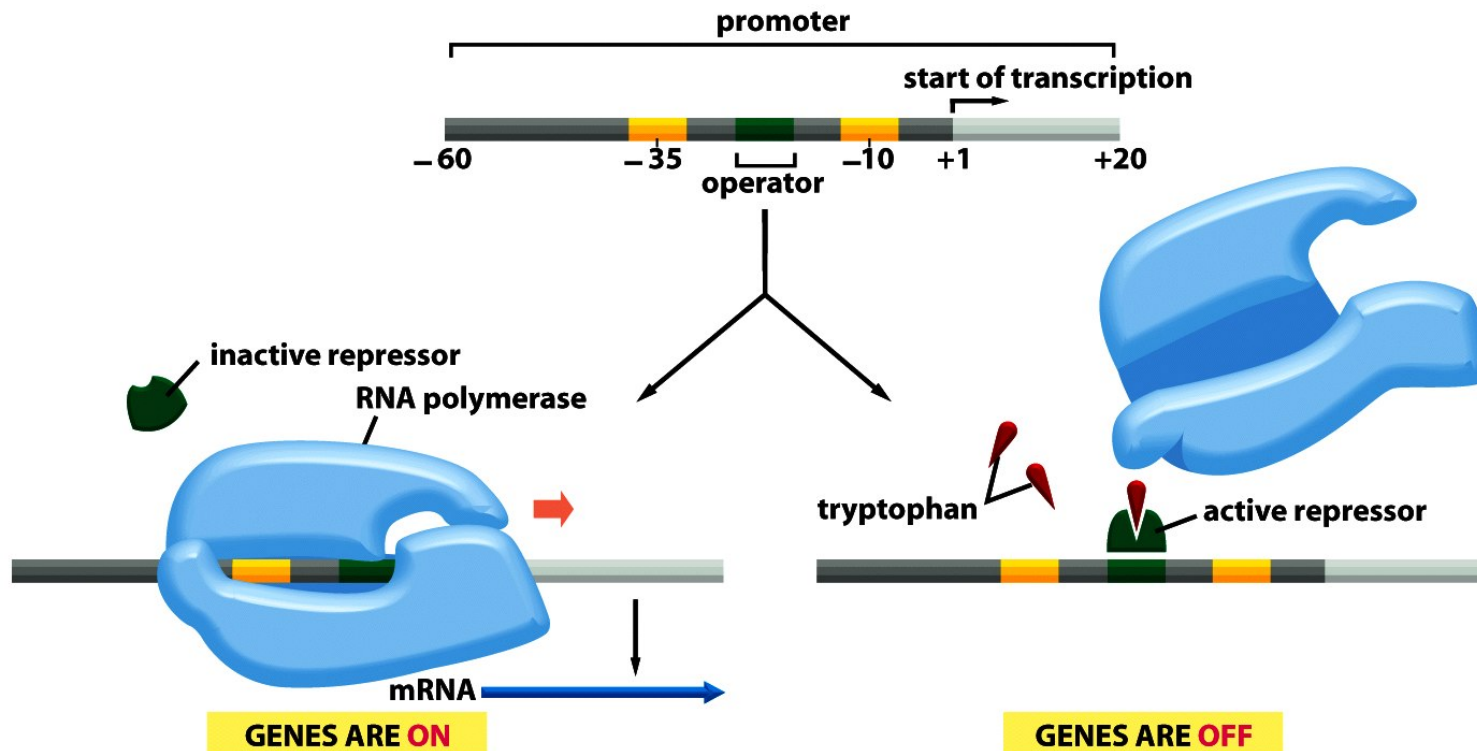 promoter
start of transcription
–60
–35
–10
+1
+20
operator
inactive repressor
RNA polymerase
tryptophan
active repressor
mRNA
GENES ARE ON
GENES ARE OFF